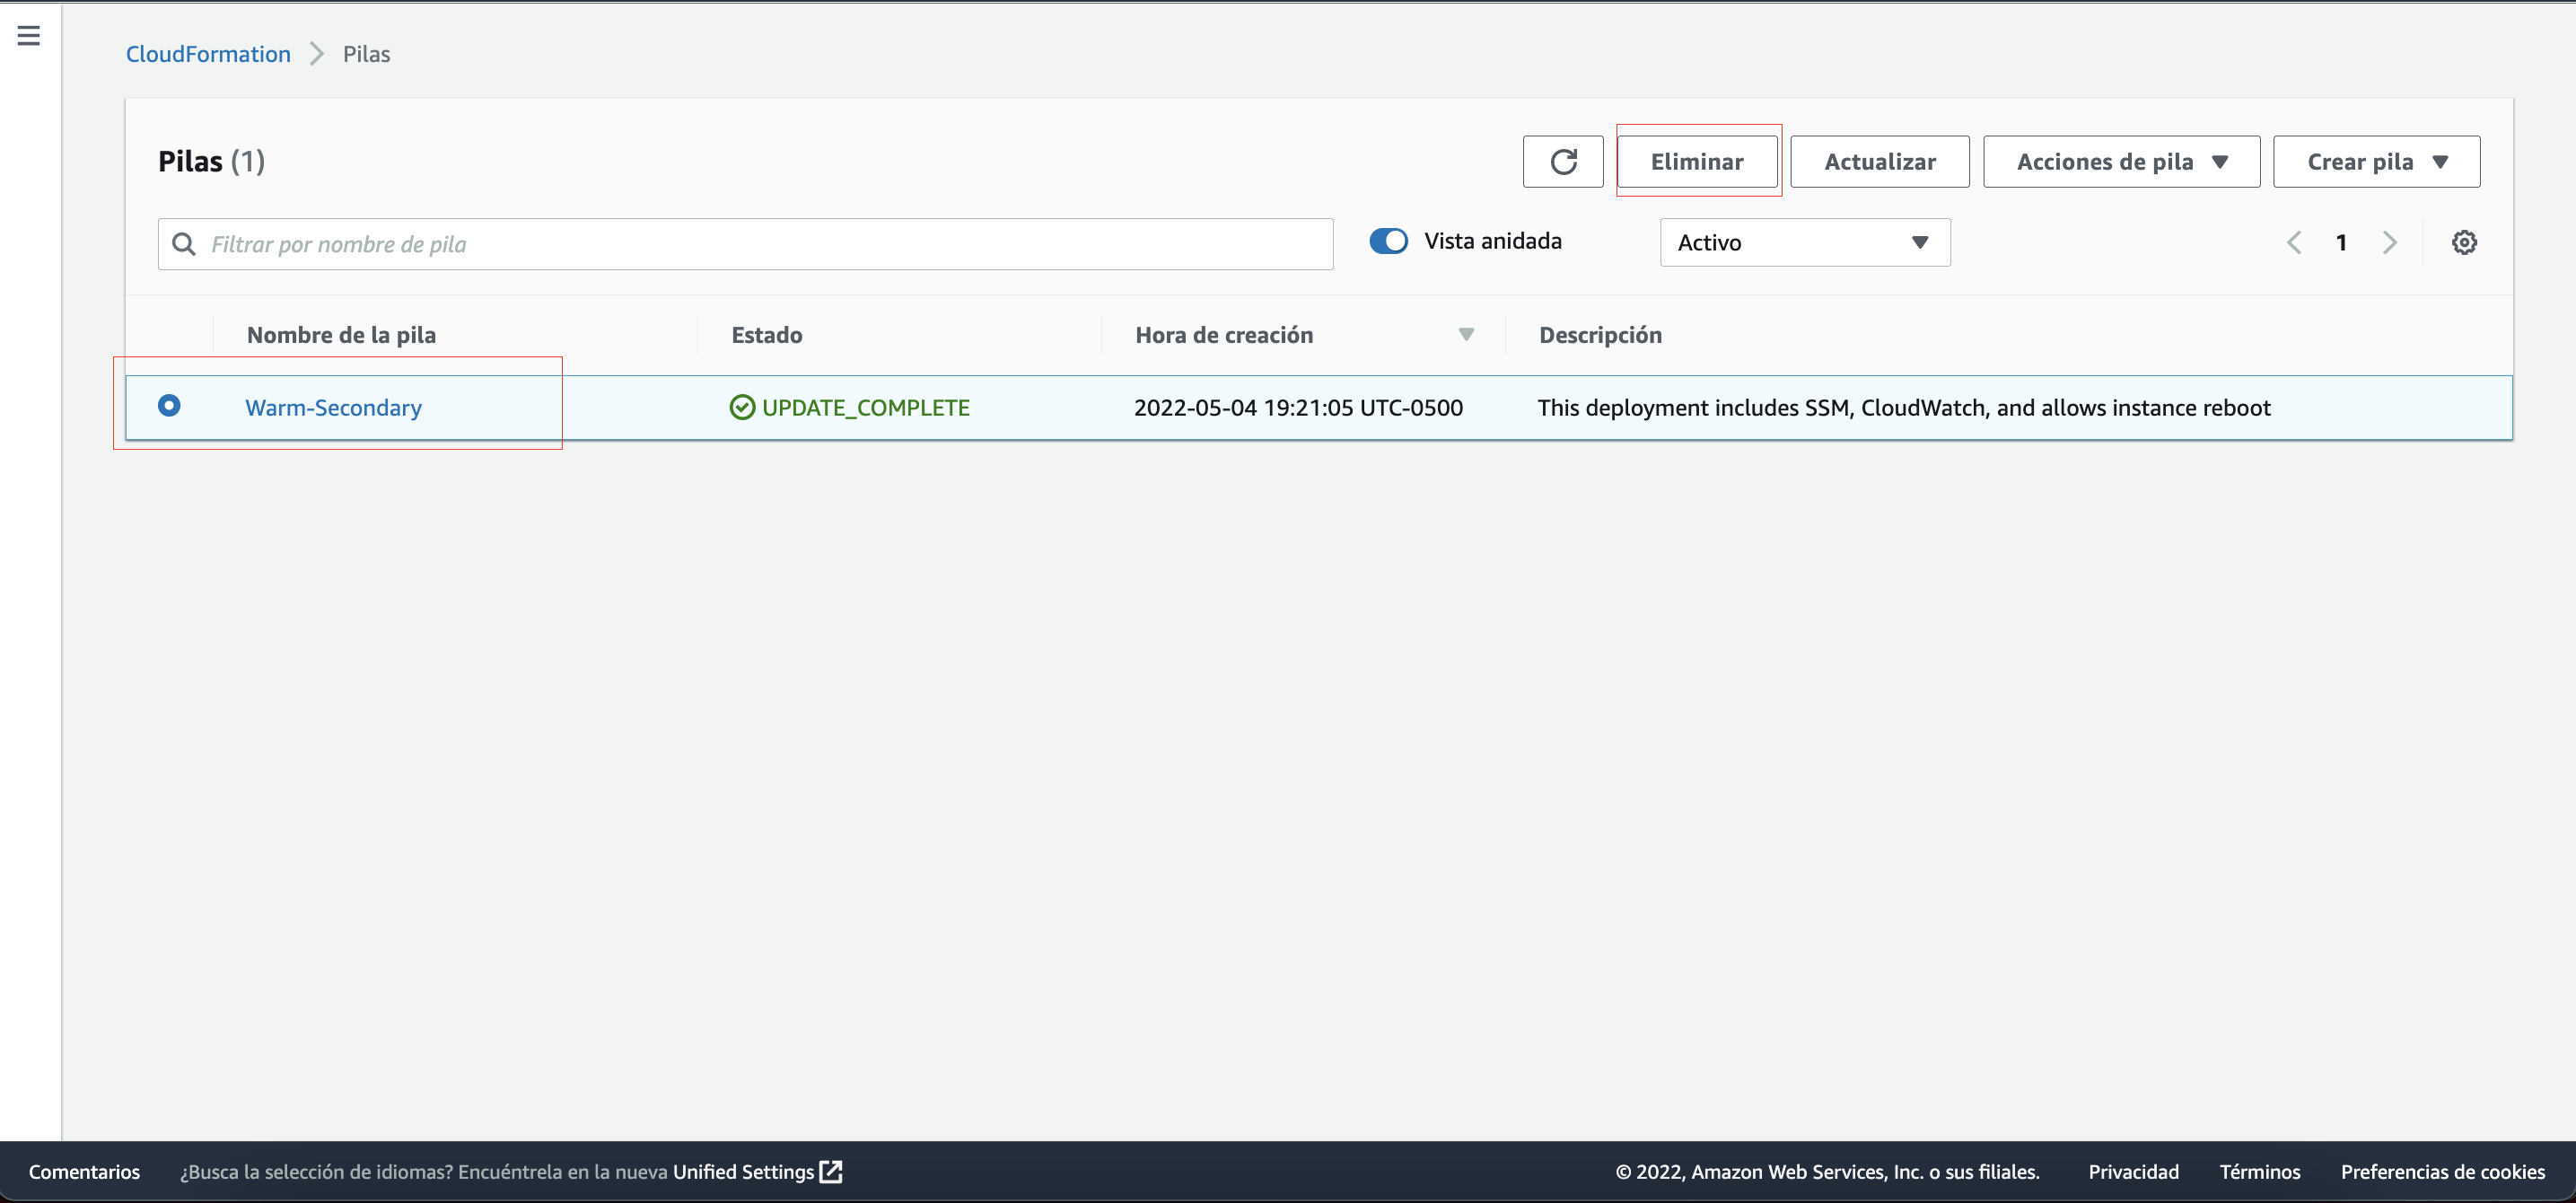 CloudFormation > Pilas
Pilas (1)
Eliminar
Actualizar
Acciones de pila
Crear pila
Filtrar por nombre de pila
Vista anidada
Activo
1
Nombre de la pila Estado Hora de creación Descripción
Warm-Secondary UPDATE_COMPLETE 2022-05-04 19:21:05 UTC-0500 This deployment includes SSM, CloudWatch, and allows instance reboot
Comentarios ¿Busca la selección de idiomas? Encuéntrela en la nueva Unified Settings © 2022, Amazon Web Services, Inc. o sus filiales. Privacidad Términos Preferencias de cookies